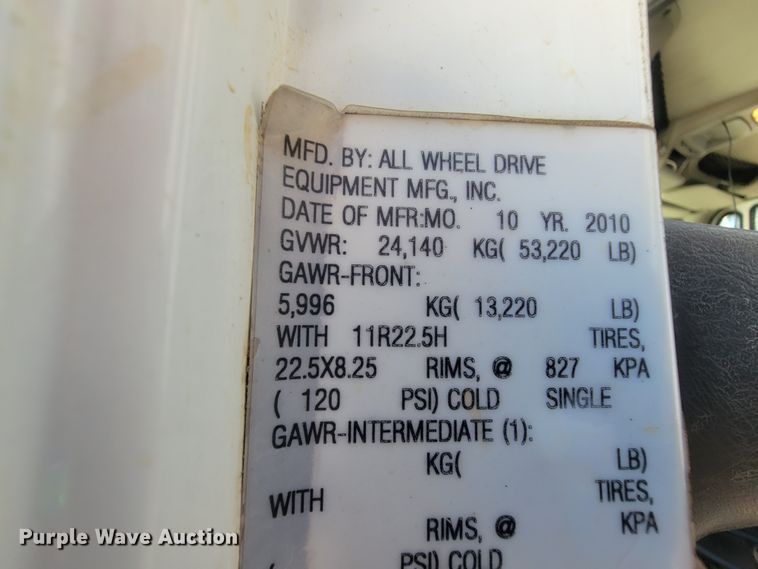 MFD. BY: ALL WHEEL DRIVE
EQUIPMENT MFG., INC.
DATE OF MFR:MO. 10 YR. 2010
GVWR: 24,140 KG( 53,220 LB)
GAWR-FRONT:
5,996 KG( 13,220 LB)
WITH 11R22.5H TIRES,
22.5X8.25 RIMS, @ 827 KPA
( 120 PSI) COLD SINGLE
GAWR-INTERMEDIATE (1):
KG( LB)
WITH TIRES,
RIMS, @ KPA
( PSI) COLD
Purple Wave Auction